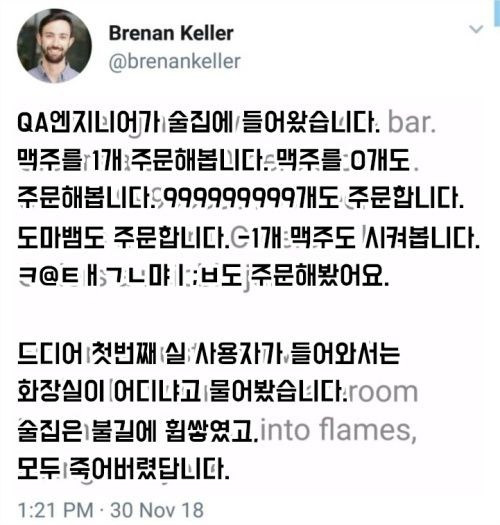 Brenan Keller
@brenankeller
QA엔지니어가 술집에 들어왔습니다. bar.
맥주를 1개 주문해봅니다. 맥주를 0개도
주문해봅니다. 999999999개도 주문합니다.
도마뱀도 주문합니다. -1개 맥주도 시켜봅니다.
ㅋ@ㅌㅐㄱㄴ먀ㅣ;ㅂ도 주문해봤어요.
드디어 첫번째 실 사용자가 들어와서는
화장실이 어디냐고 물어봤습니다. room
술집은 불길에 휩쌓였고, into flames,
모두 죽어버렸답니다.
1:21 PM · 30 Nov 18